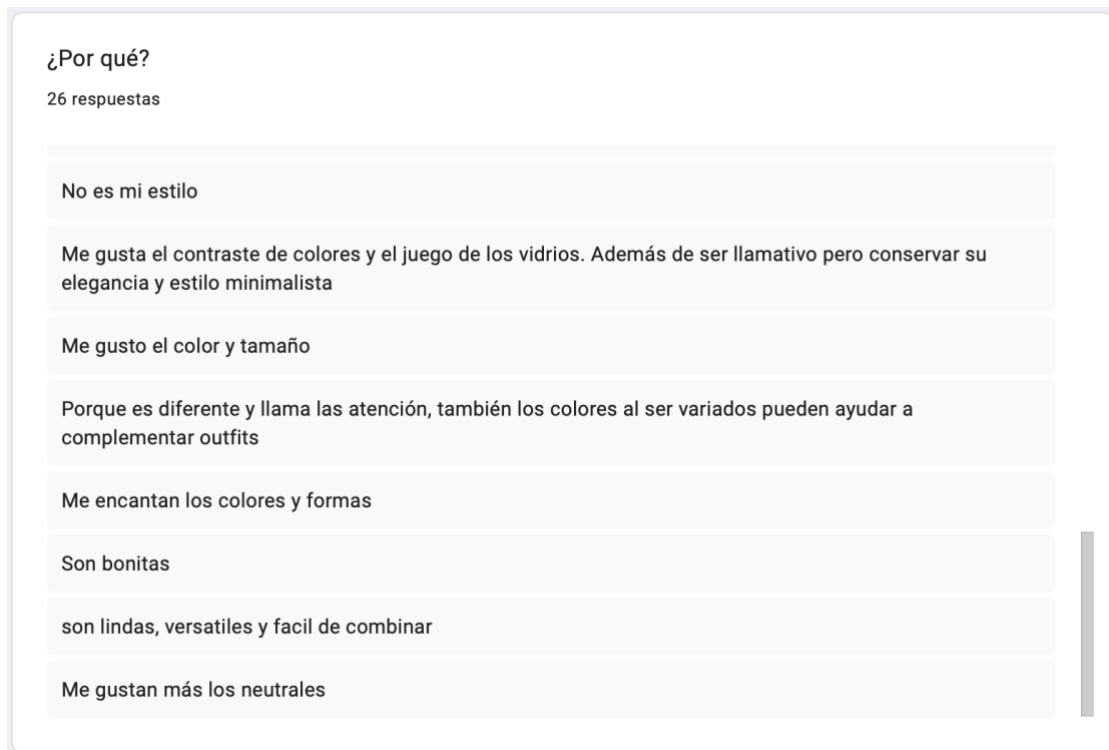 ¿Por qué?
26 respuestas
No es mi estilo
Me gusta el contraste de colores y el juego de los vidrios. Además de ser llamativo pero conservar su
elegancia y estilo minimalista
Me gusto el color y tamaño
Porque es diferente y llama las atención, también los colores al ser variados pueden ayudar a
complementar outfits
Me encantan los colores y formas
Son bonitas
son lindas, versatiles y facil de combinar
Me gustan más los neutrales